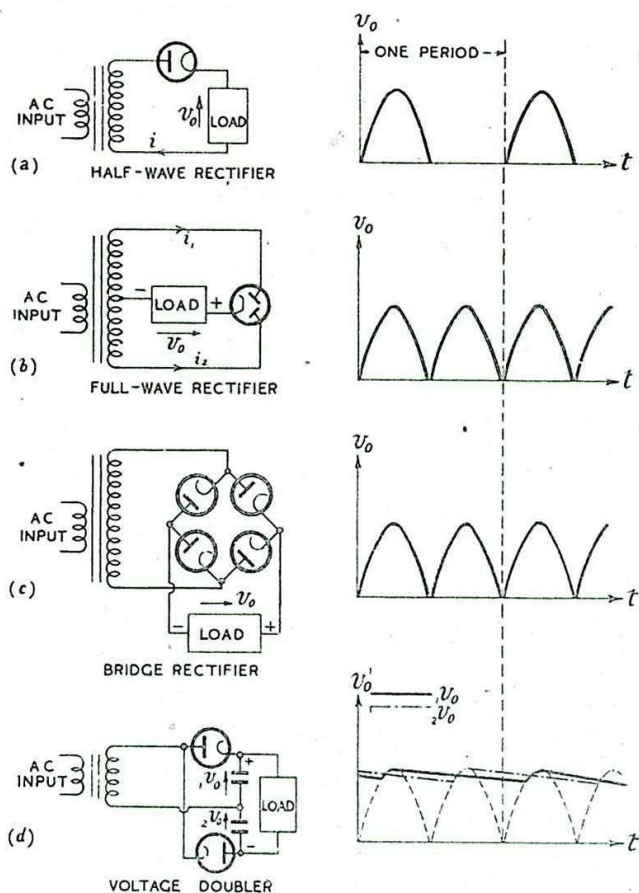 AC
INPUT
v₀
LOAD
i
(a)
HALF-WAVE RECTIFIER
v₀
ONE PERIOD
t
i₁
AC
INPUT
−
LOAD
+
v₀
i₂
(b)
FULL-WAVE RECTIFIER
v₀
t
AC
INPUT
(c)
v₀
−
LOAD
+
BRIDGE RECTIFIER
v₀
t
AC
INPUT
+
₁v₀
LOAD
₂v₀
−
(d)
VOLTAGE DOUBLER
v₀'
₁v₀
₂v₀
t